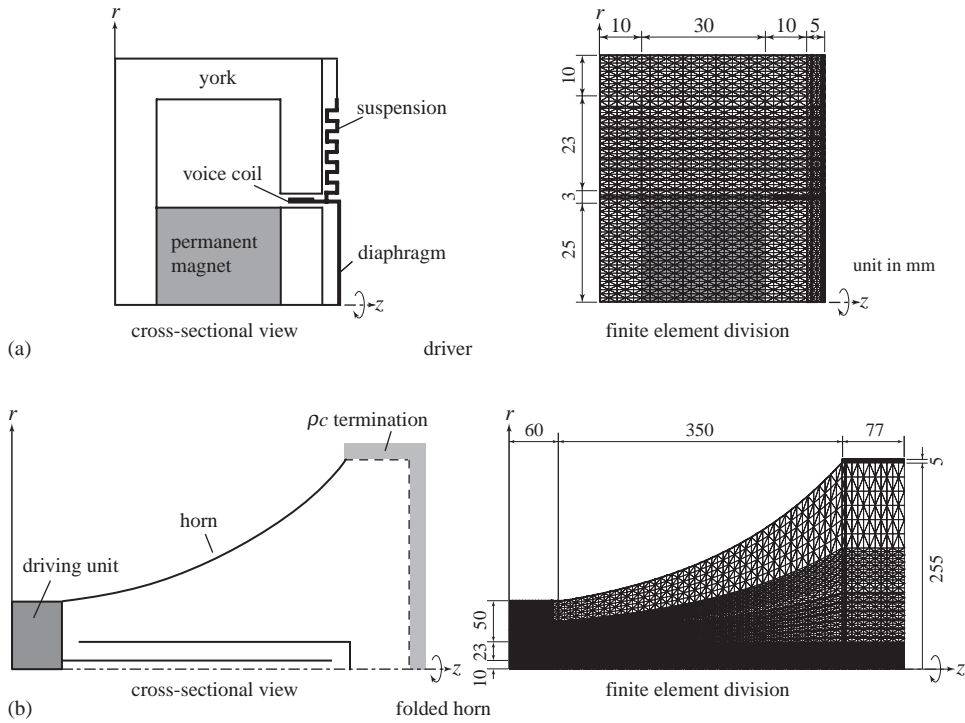 r
york
suspension
voice coil
permanent
magnet
diaphragm
z
cross-sectional view
(a)
driver
r
10 30 10 5
10
23
3
25
unit in mm
z
finite element division
r
ρc termination
horn
driving unit
z
cross-sectional view
(b)
folded horn
r
60 350 77
5
255
50
23
10
z
finite element division